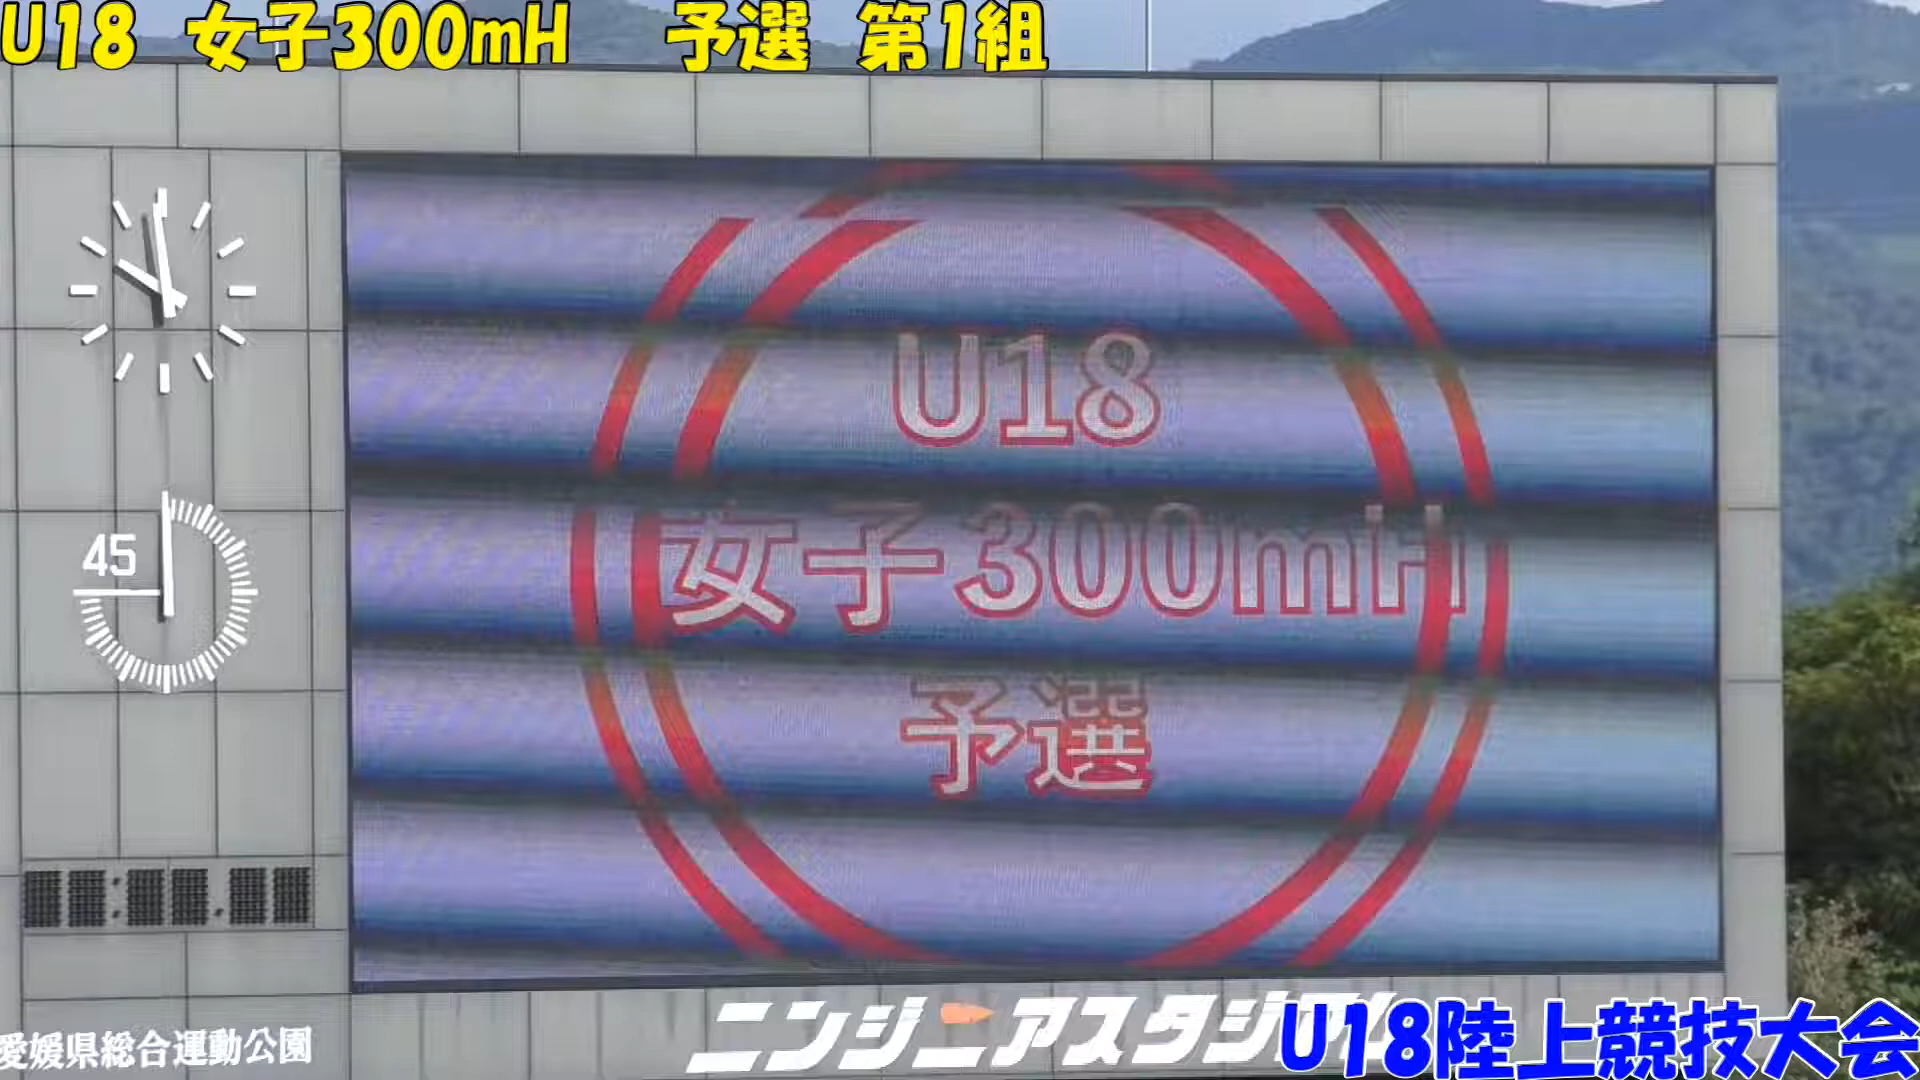 U18 女子300mH 予選 第1組
U18
女子300mH
予選
45
愛媛県総合運動公園
ニンジニアスタジアム
U18陸上競技大会